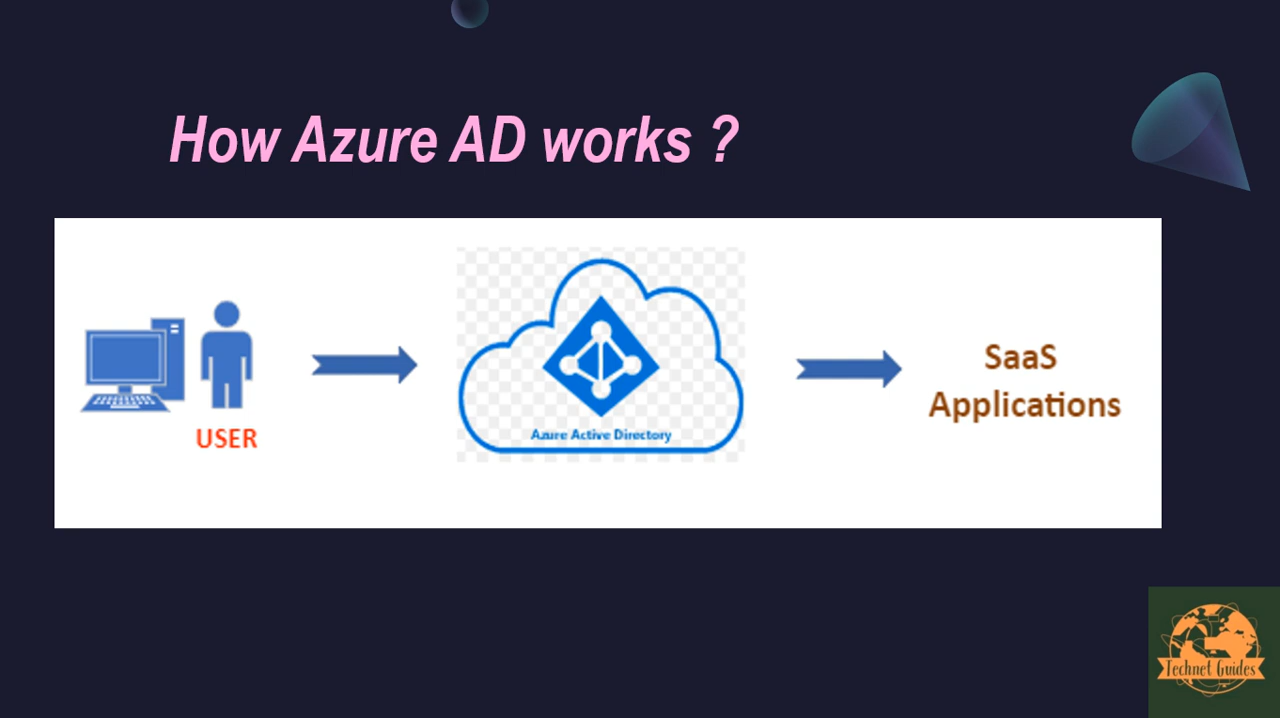 How Azure AD works ?
USER
Azure Active Directory
SaaS
Applications
Technet Guides